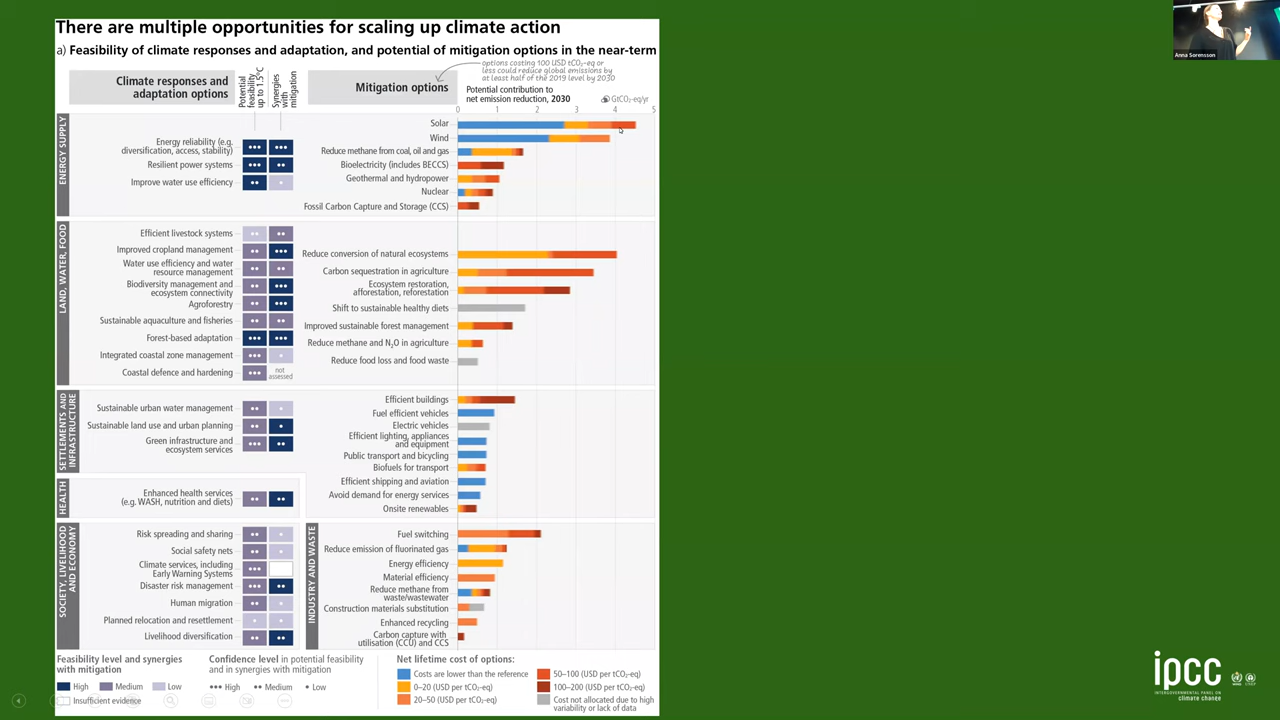 There are multiple opportunities for scaling up climate action
a) Feasibility of climate responses and adaptation, and potential of mitigation options in the near-term
options costing 100 USD tCO₂-eq or
less could reduce global emissions by
at least half of the 2019 level by 2030
Climate responses and
adaptation options
Potential
feasibility
up to 1.5°C
Synergies
with
mitigation
Mitigation options
Potential contribution to
net emission reduction, 2030
GtCO₂-eq/yr
0 1 2 3 4 5
ENERGY SUPPLY
Energy reliability (e.g.
diversification, access, stability)
Resilient power systems
Improve water use efficiency
Solar
Wind
Reduce methane from coal, oil and gas
Bioelectricity (includes BECCS)
Geothermal and hydropower
Nuclear
Fossil Carbon Capture and Storage (CCS)
LAND, WATER, FOOD
Efficient livestock systems
Improved cropland management
Water use efficiency and water
resource management
Biodiversity management and
ecosystem connectivity
Agroforestry
Sustainable aquaculture and fisheries
Forest-based adaptation
Integrated coastal zone management
Coastal defence and hardening
not
assessed
Reduce conversion of natural ecosystems
Carbon sequestration in agriculture
Ecosystem restoration,
afforestation, reforestation
Shift to sustainable healthy diets
Improved sustainable forest management
Reduce methane and N₂O in agriculture
Reduce food loss and food waste
SETTLEMENTS AND
INFRASTRUCTURE
Sustainable urban water management
Sustainable land use and urban planning
Green infrastructure and
ecosystem services
Efficient buildings
Fuel efficient vehicles
Electric vehicles
Efficient lighting, appliances
and equipment
Public transport and bicycling
Biofuels for transport
Efficient shipping and aviation
Avoid demand for energy services
Onsite renewables
HEALTH
Enhanced health services
(e.g. WASH, nutrition and diets)
SOCIETY, LIVELIHOOD
AND ECONOMY
Risk spreading and sharing
Social safety nets
Climate services, including
Early Warning Systems
Disaster risk management
Human migration
Planned relocation and resettlement
Livelihood diversification
INDUSTRY AND WASTE
Fuel switching
Reduce emission of fluorinated gas
Energy efficiency
Material efficiency
Reduce methane from
waste/wastewater
Construction materials substitution
Enhanced recycling
Carbon capture with
utilisation (CCU) and CCS
Feasibility level and synergies
with mitigation
High Medium Low
Insufficient evidence
Confidence level in potential feasibility
and in synergies with mitigation
••• High •• Medium • Low
Net lifetime cost of options:
Costs are lower than the reference
0–20 (USD per tCO₂-eq)
20–50 (USD per tCO₂-eq)
50–100 (USD per tCO₂-eq)
100–200 (USD per tCO₂-eq)
Cost not allocated due to high
variability or lack of data
Anna Sorensson
ipcc
INTERGOVERNMENTAL PANEL ON
climate change